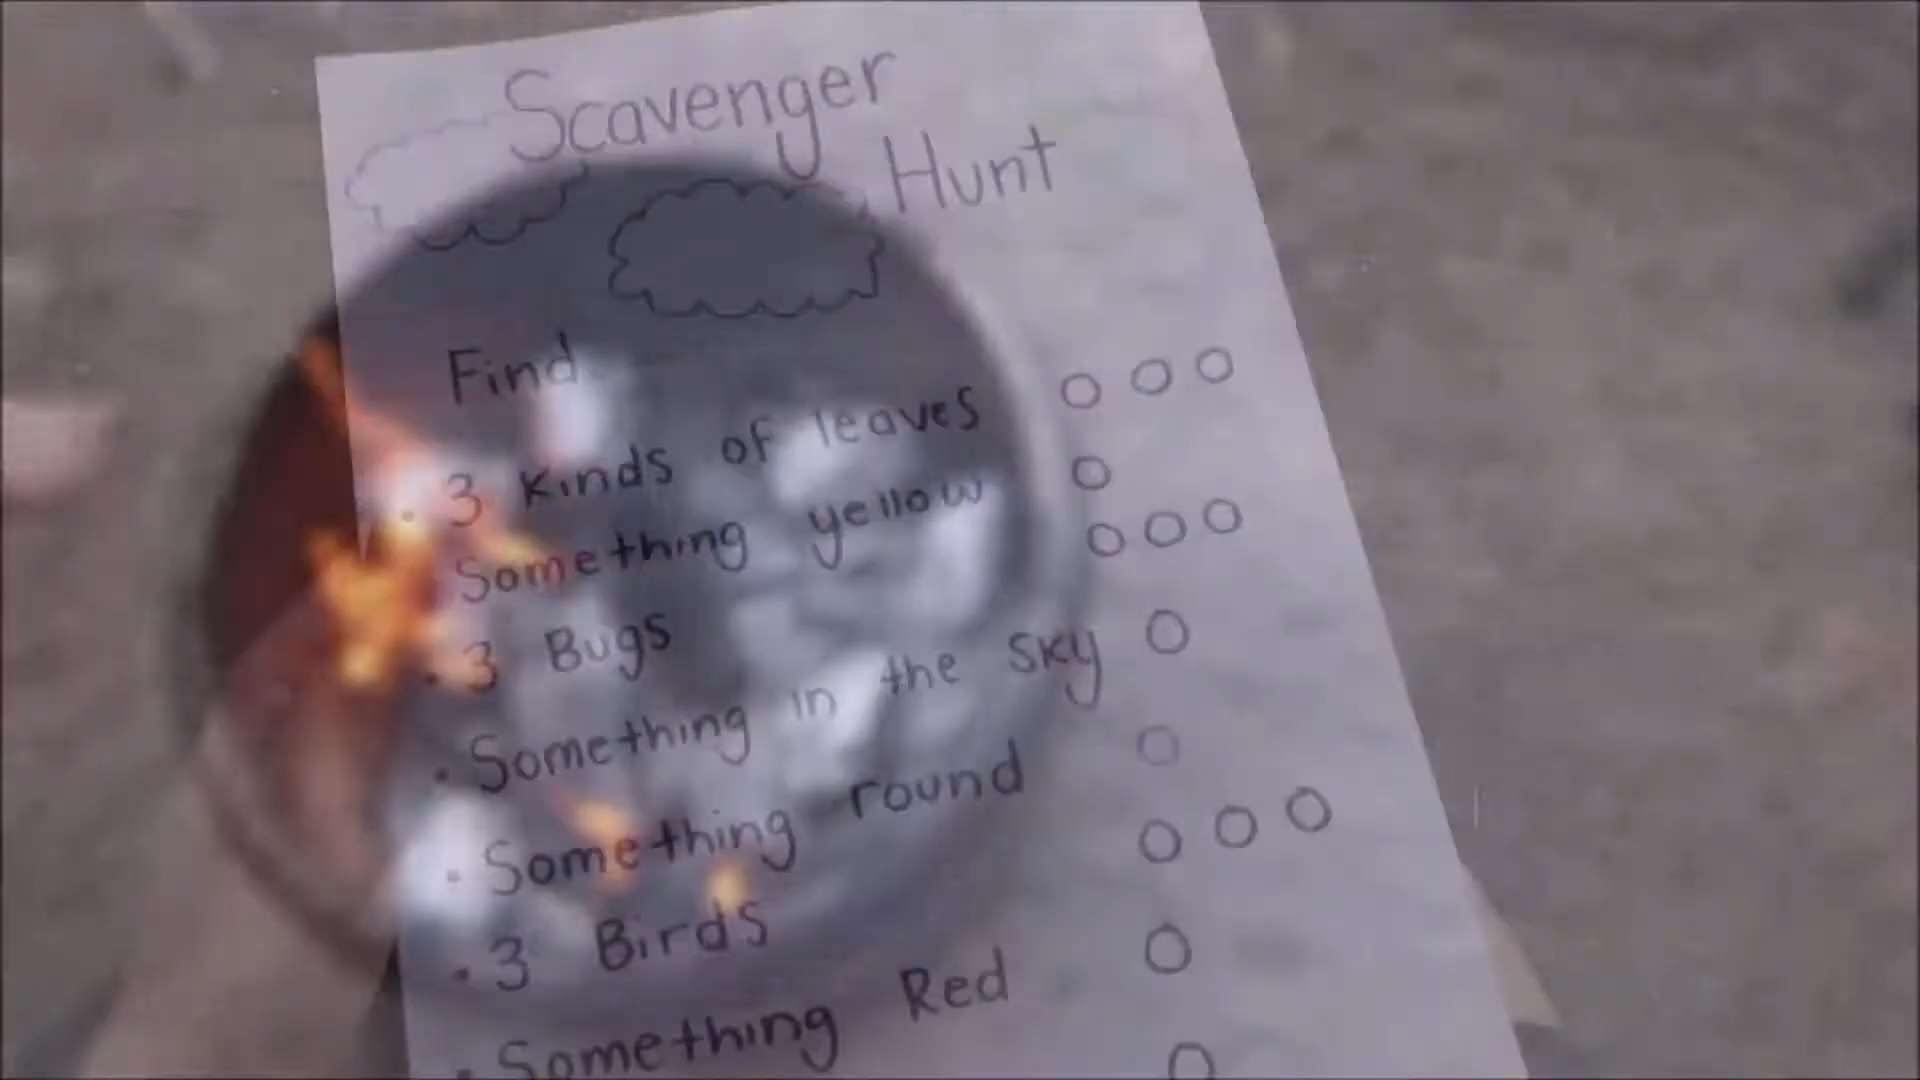 Scavenger
Hunt
Find
• 3 Kinds of leaves
Something yellow
• 3 Bugs
• Something in the sky
• Something round
• 3 Birds
• Something Red